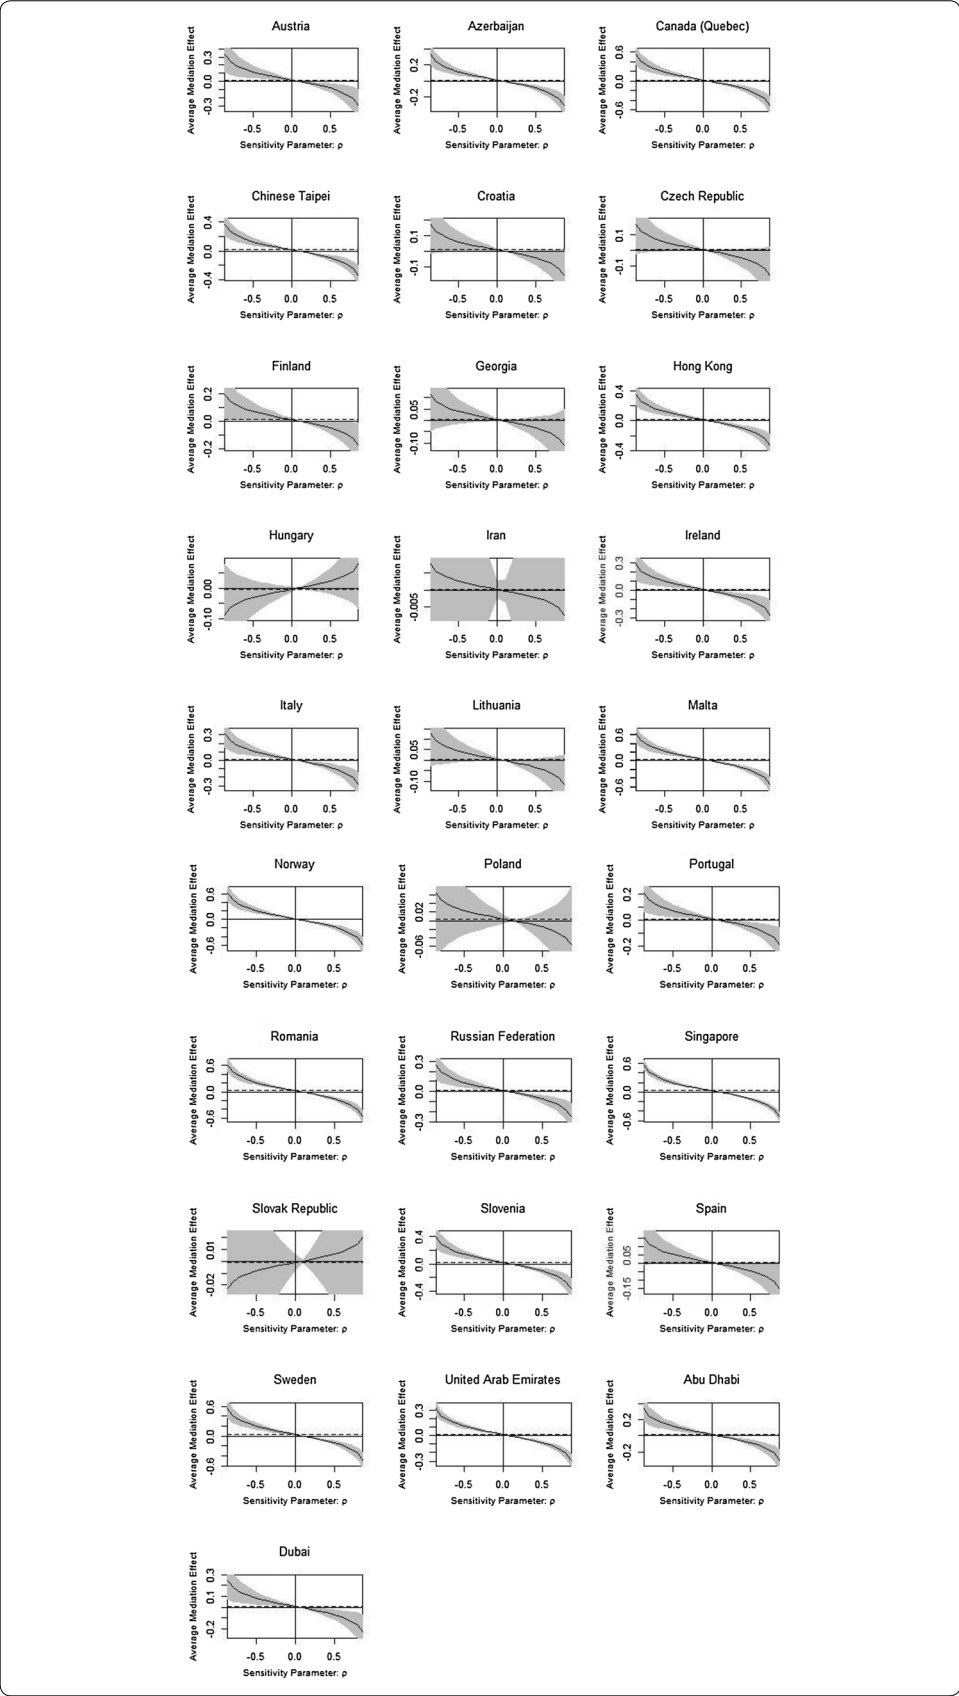 Austria Azerbaijan Canada (Quebec)
Average Mediation Effect Average Mediation Effect Average Mediation Effect
0.3 0.0 -0.3 0.2 -0.2 0.6 0.0 -0.6
-0.5 0.0 0.5 -0.5 0.0 0.5 -0.5 0.0 0.5
Sensitivity Parameter: ρ Sensitivity Parameter: ρ Sensitivity Parameter: ρ
Chinese Taipei Croatia Czech Republic
Average Mediation Effect Average Mediation Effect Average Mediation Effect
0.4 0.0 -0.4 0.1 -0.1 0.1 -0.1
-0.5 0.0 0.5 -0.5 0.0 0.5 -0.5 0.0 0.5
Sensitivity Parameter: ρ Sensitivity Parameter: ρ Sensitivity Parameter: ρ
Finland Georgia Hong Kong
Average Mediation Effect Average Mediation Effect Average Mediation Effect
0.2 0.0 -0.2 0.05 -0.10 0.4 0.0 -0.4
-0.5 0.0 0.5 -0.5 0.0 0.5 -0.5 0.0 0.5
Sensitivity Parameter: ρ Sensitivity Parameter: ρ Sensitivity Parameter: ρ
Hungary Iran Ireland
Average Mediation Effect Average Mediation Effect Average Mediation Effect
0.00 -0.10 -0.005 0.3 0.0 -0.3
-0.5 0.0 0.5 -0.5 0.0 0.5 -0.5 0.0 0.5
Sensitivity Parameter: ρ Sensitivity Parameter: ρ Sensitivity Parameter: ρ
Italy Lithuania Malta
Average Mediation Effect Average Mediation Effect Average Mediation Effect
0.3 0.0 -0.3 0.05 -0.10 0.6 0.0 -0.6
-0.5 0.0 0.5 -0.5 0.0 0.5 -0.5 0.0 0.5
Sensitivity Parameter: ρ Sensitivity Parameter: ρ Sensitivity Parameter: ρ
Norway Poland Portugal
Average Mediation Effect Average Mediation Effect Average Mediation Effect
0.6 0.0 -0.6 0.02 -0.06 0.2 0.0 -0.2
-0.5 0.0 0.5 -0.5 0.0 0.5 -0.5 0.0 0.5
Sensitivity Parameter: ρ Sensitivity Parameter: ρ Sensitivity Parameter: ρ
Romania Russian Federation Singapore
Average Mediation Effect Average Mediation Effect Average Mediation Effect
0.6 0.0 -0.6 0.3 0.0 -0.3 0.6 0.0 -0.6
-0.5 0.0 0.5 -0.5 0.0 0.5 -0.5 0.0 0.5
Sensitivity Parameter: ρ Sensitivity Parameter: ρ Sensitivity Parameter: ρ
Slovak Republic Slovenia Spain
Average Mediation Effect Average Mediation Effect Average Mediation Effect
0.01 -0.02 0.4 0.0 -0.4 0.05 -0.15
-0.5 0.0 0.5 -0.5 0.0 0.5 -0.5 0.0 0.5
Sensitivity Parameter: ρ Sensitivity Parameter: ρ Sensitivity Parameter: ρ
Sweden United Arab Emirates Abu Dhabi
Average Mediation Effect Average Mediation Effect Average Mediation Effect
0.6 0.0 -0.6 0.3 0.0 -0.3 0.2 -0.2
-0.5 0.0 0.5 -0.5 0.0 0.5 -0.5 0.0 0.5
Sensitivity Parameter: ρ Sensitivity Parameter: ρ Sensitivity Parameter: ρ
Dubai
Average Mediation Effect
0.3 0.1 -0.2
-0.5 0.0 0.5
Sensitivity Parameter: ρ